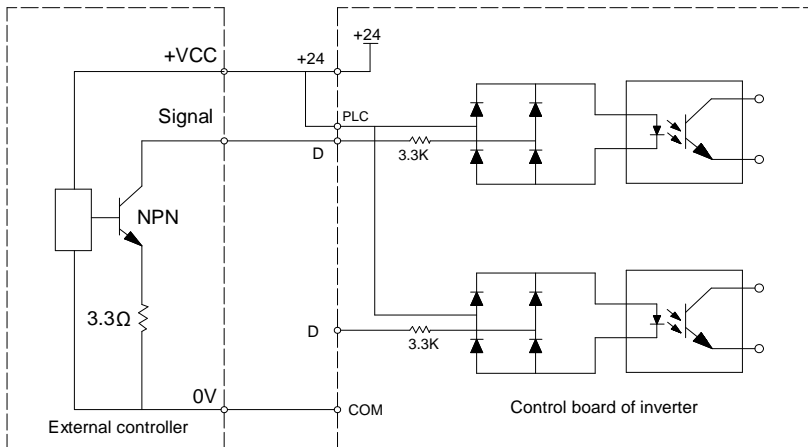 +24
+VCC
+24
Signal
PLC
D
3.3K
NPN
3.3Ω
D
3.3K
0V
COM
External controller
Control board of inverter